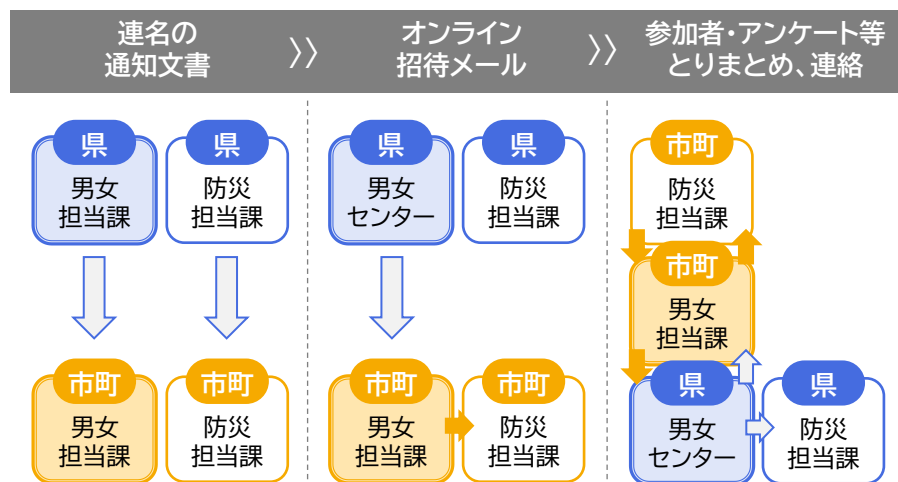 連名の
通知文書
〉〉
オンライン
招待メール
〉〉
参加者・アンケート等
とりまとめ、連絡
県
男女
担当課
県
防災
担当課
市町
男女
担当課
市町
防災
担当課
県
男女
センター
県
防災
担当課
市町
男女
担当課
市町
防災
担当課
市町
防災
担当課
市町
男女
担当課
県
男女
センター
県
防災
担当課